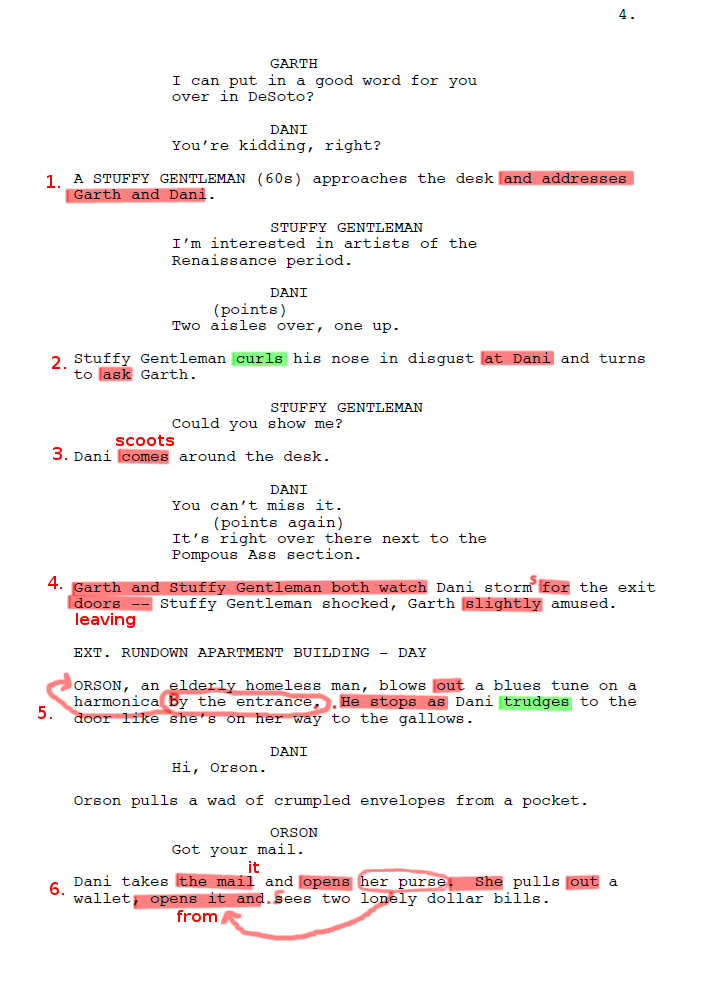 4.
GARTH
I can put in a good word for you
over in DeSoto?
DANI
You're kidding, right?
1. A STUFFY GENTLEMAN (60s) approaches the desk and addresses
Garth and Dani.
STUFFY GENTLEMAN
I'm interested in artists of the
Renaissance period.
DANI
(points)
Two aisles over, one up.
2. Stuffy Gentleman curls his nose in disgust at Dani and turns
to ask Garth.
STUFFY GENTLEMAN
Could you show me?
scoots
3. Dani comes around the desk.
DANI
You can't miss it.
(points again)
It's right over there next to the
Pompous Ass section.
4. Garth and Stuffy Gentleman both watch Dani storm s for the exit
doors -- Stuffy Gentleman shocked, Garth slightly amused.
leaving
EXT. RUNDOWN APARTMENT BUILDING - DAY
ORSON, an elderly homeless man, blows out a blues tune on a
5. harmonica By the entrance. . He stops as Dani trudges to the
door like she's on her way to the gallows.
DANI
Hi, Orson.
Orson pulls a wad of crumpled envelopes from a pocket.
ORSON
Got your mail.
it
6. Dani takes the mail and opens her purse. She pulls out a
wallet, opens it and. Sees two lonely dollar bills.
from